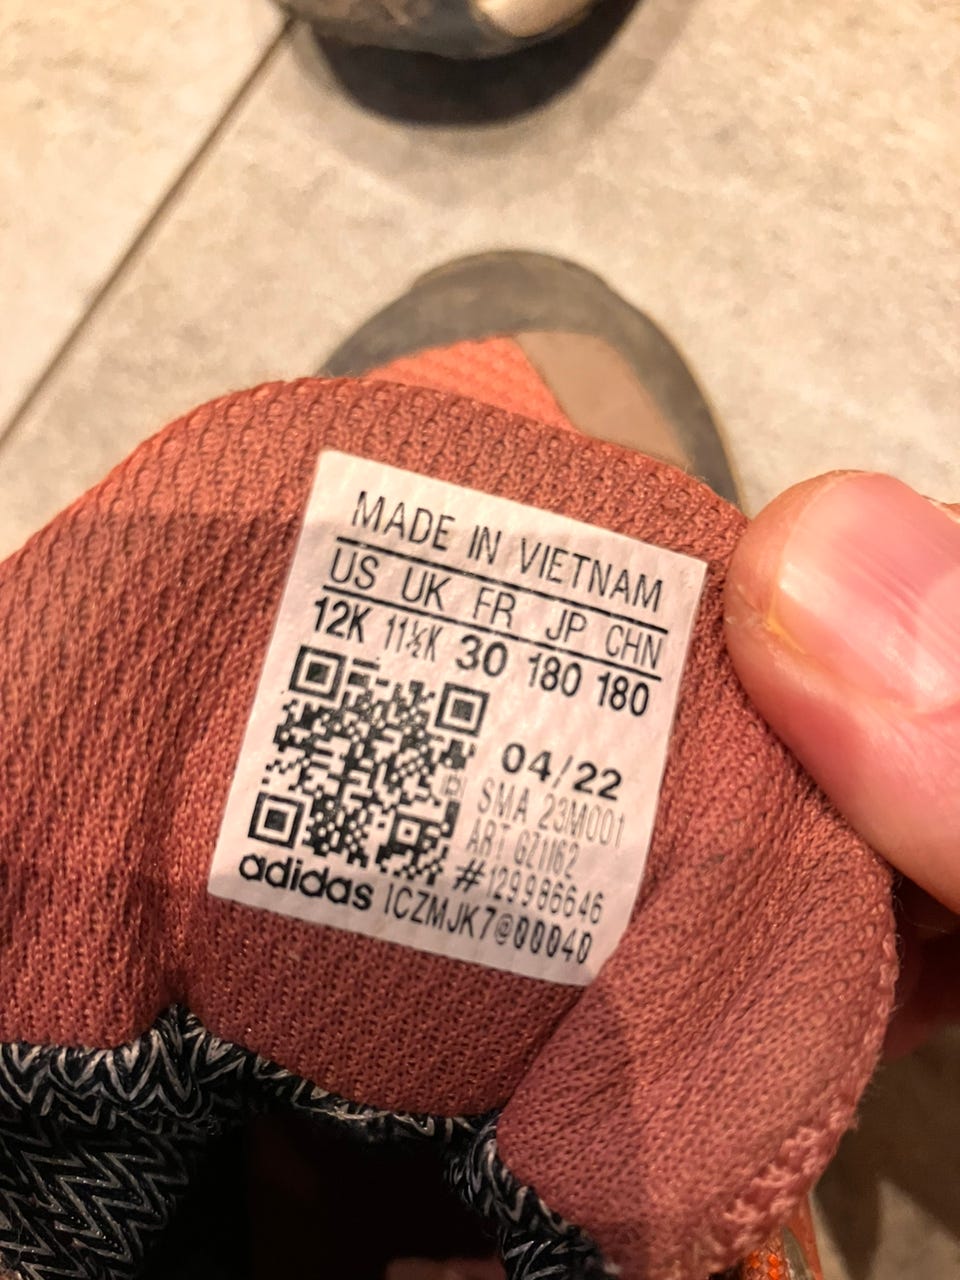 MADE IN VIETNAM
US UK FR JP CHN
12K 11½K 30 180 180
04/22
SMA 23M001
ART GZ1162
#129986646
adidas ICZMJK7@00040